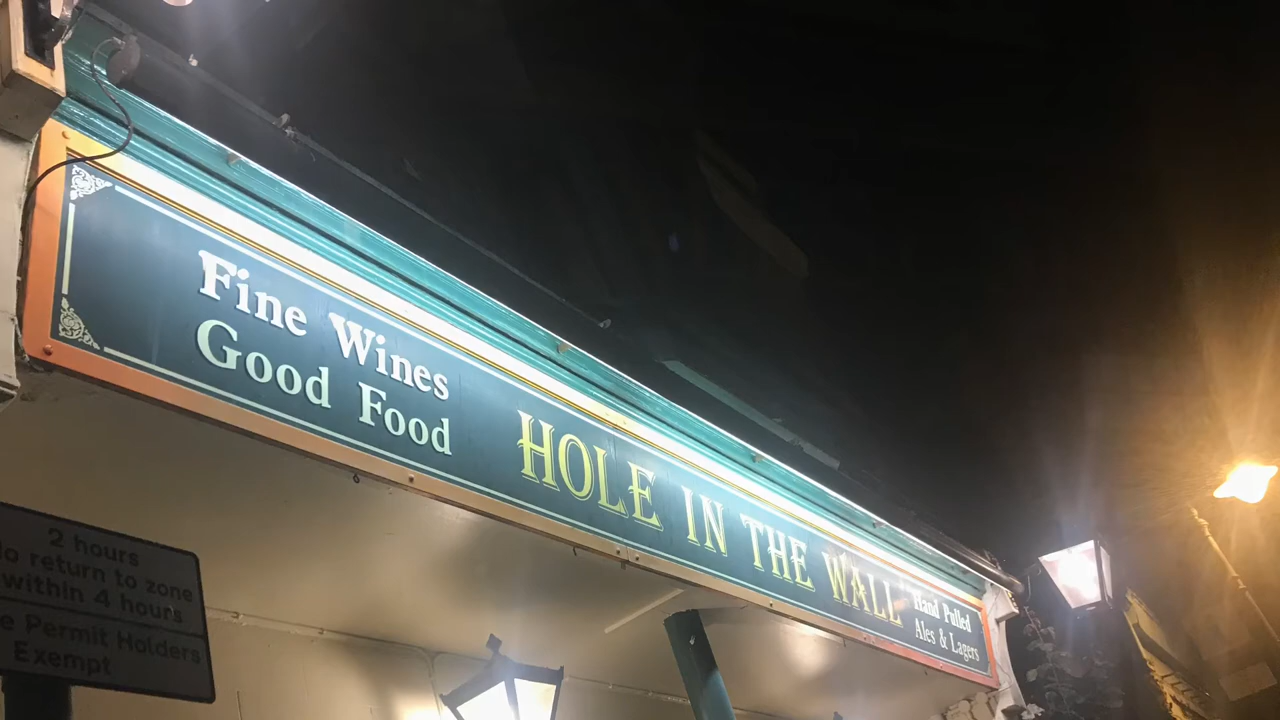 Fine Wines
Good Food
HOLE IN THE WALL
Hand Pulled
Ales & Lagers
2 hours
No return to zone
within 4 hours
Permit Holders
Exempt